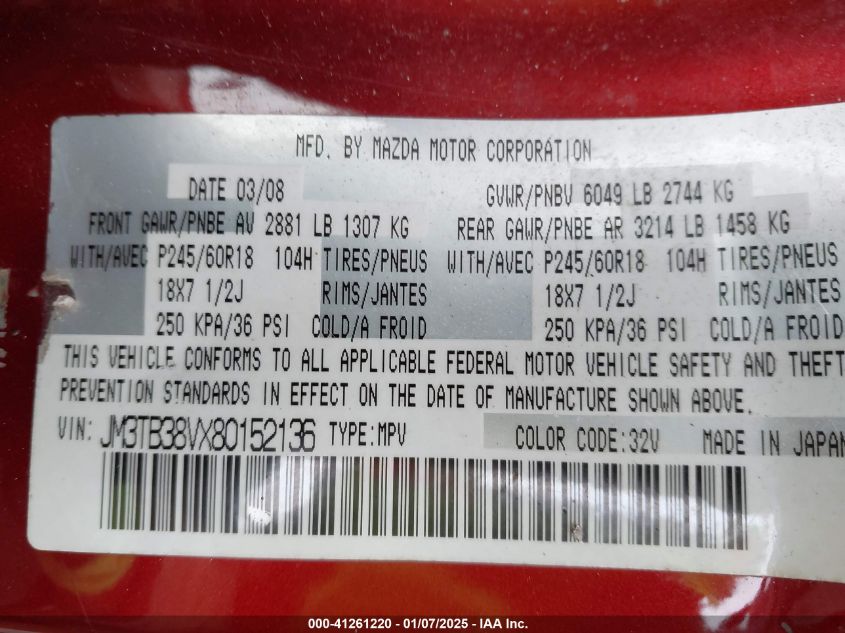 MFD. BY MAZDA MOTOR CORPORATION
DATE 03/08 GVWR/PNBV 6049 LB 2744 KG
FRONT GAWR/PNBE AV 2881 LB 1307 KG REAR GAWR/PNBE AR 3214 LB 1458 KG
WITH/AVEC P245/60R18 104H TIRES/PNEUS WITH/AVEC P245/60R18 104H TIRES/PNEUS
18X7 1/2J RIMS/JANTES 18X7 1/2J RIMS/JANTES
250 KPA/36 PSI COLD/A FROID 250 KPA/36 PSI COLD/A FROID
THIS VEHICLE CONFORMS TO ALL APPLICABLE FEDERAL MOTOR VEHICLE SAFETY AND THEFT
PREVENTION STANDARDS IN EFFECT ON THE DATE OF MANUFACTURE SHOWN ABOVE.
VIN: JM3TB38VX80152136 TYPE:MPV COLOR CODE:32V MADE IN JAPAN
000-41261220 - 01/07/2025 - IAA Inc.